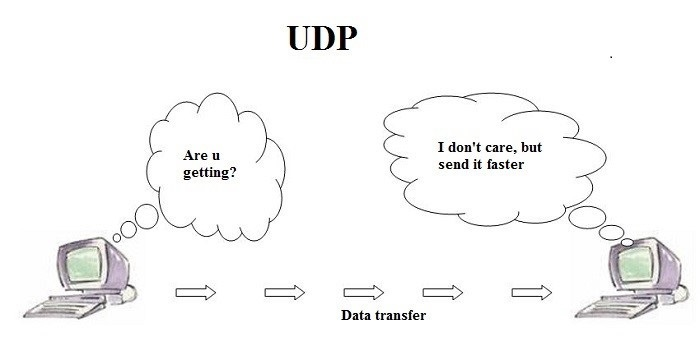 UDP
Are u
getting?
I don't care, but
send it faster
Data transfer